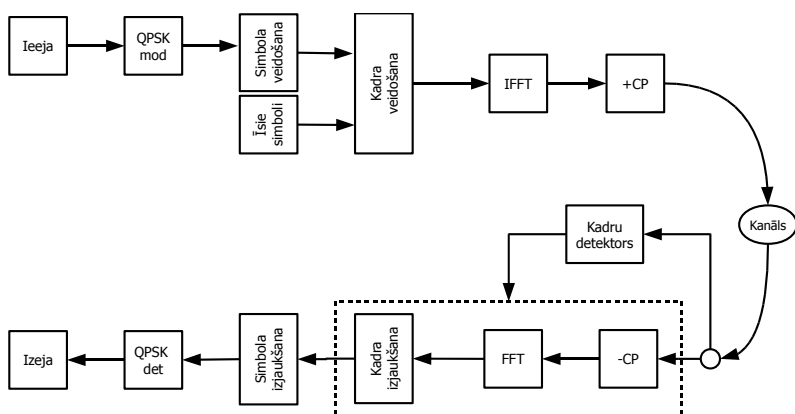 Ieeja
QPSK
mod
Simbola
veidošana
Īsie
simboli
Kadra
veidošana
IFFT
+CP
Kanāls
Kadru
detektors
Izeja
QPSK
det
Simbola
izjaukšana
Kadra
izjaukšana
FFT
-CP